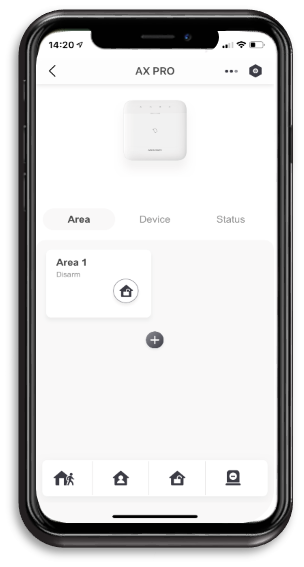 14:20
AX PRO
Area
Device
Status
Area 1
Disarm